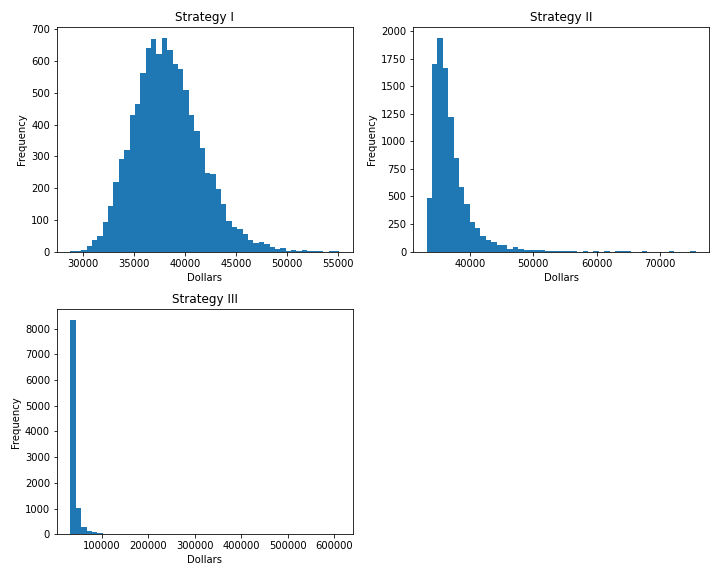 Strategy I
Frequency
700
600
500
400
300
200
100
0
30000 35000 40000 45000 50000 55000
Dollars
Strategy II
Frequency
2000
1750
1500
1250
1000
750
500
250
0
40000 50000 60000 70000
Dollars
Strategy III
Frequency
8000
7000
6000
5000
4000
3000
2000
1000
0
100000 200000 300000 400000 500000 600000
Dollars